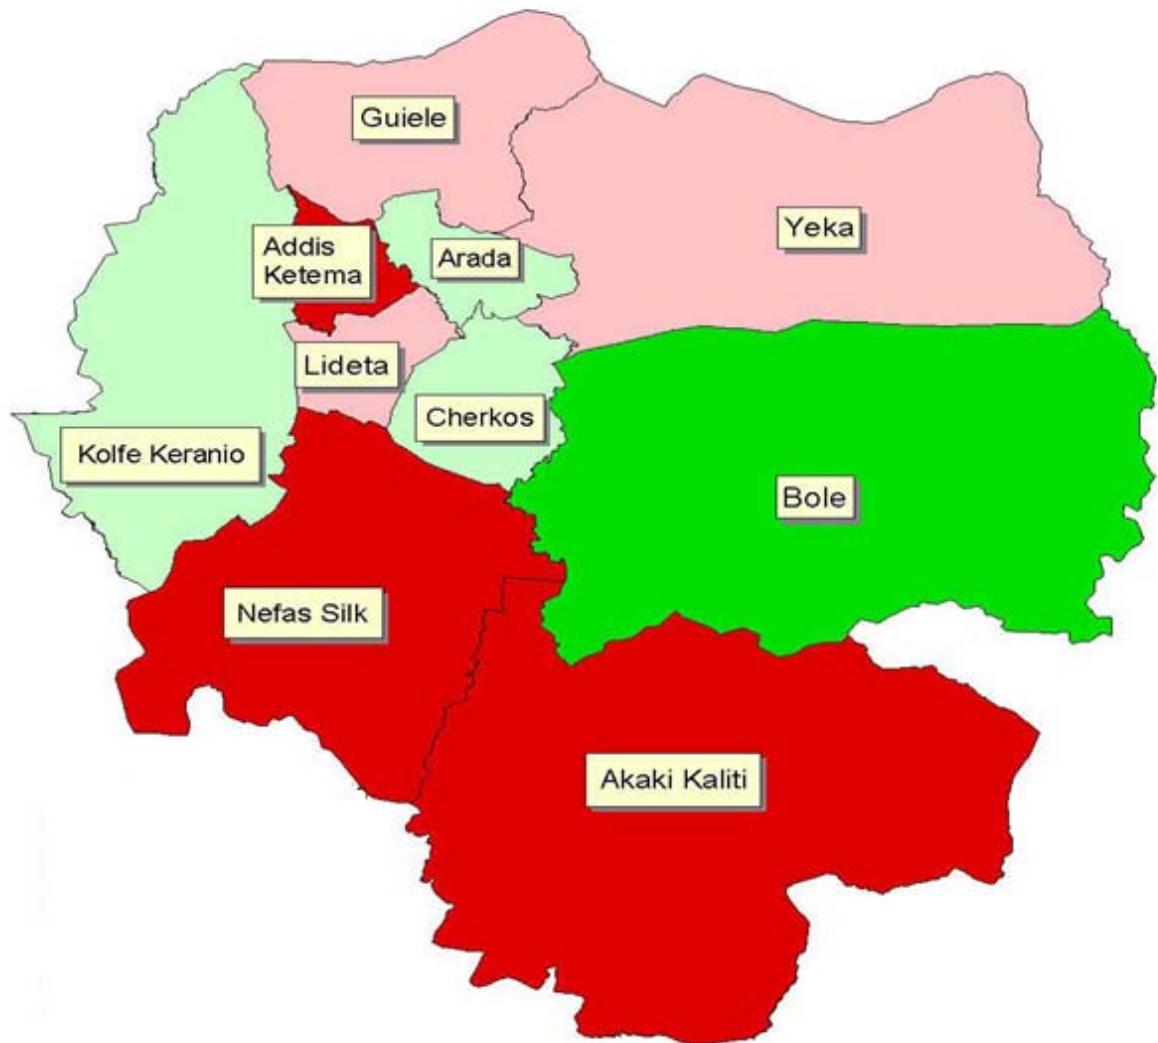 Guiele
Yeka
Addis
Ketema
Arada
Lideta
Cherkos
Kolfe Keranio
Bole
Nefas Silk
Akaki Kaliti